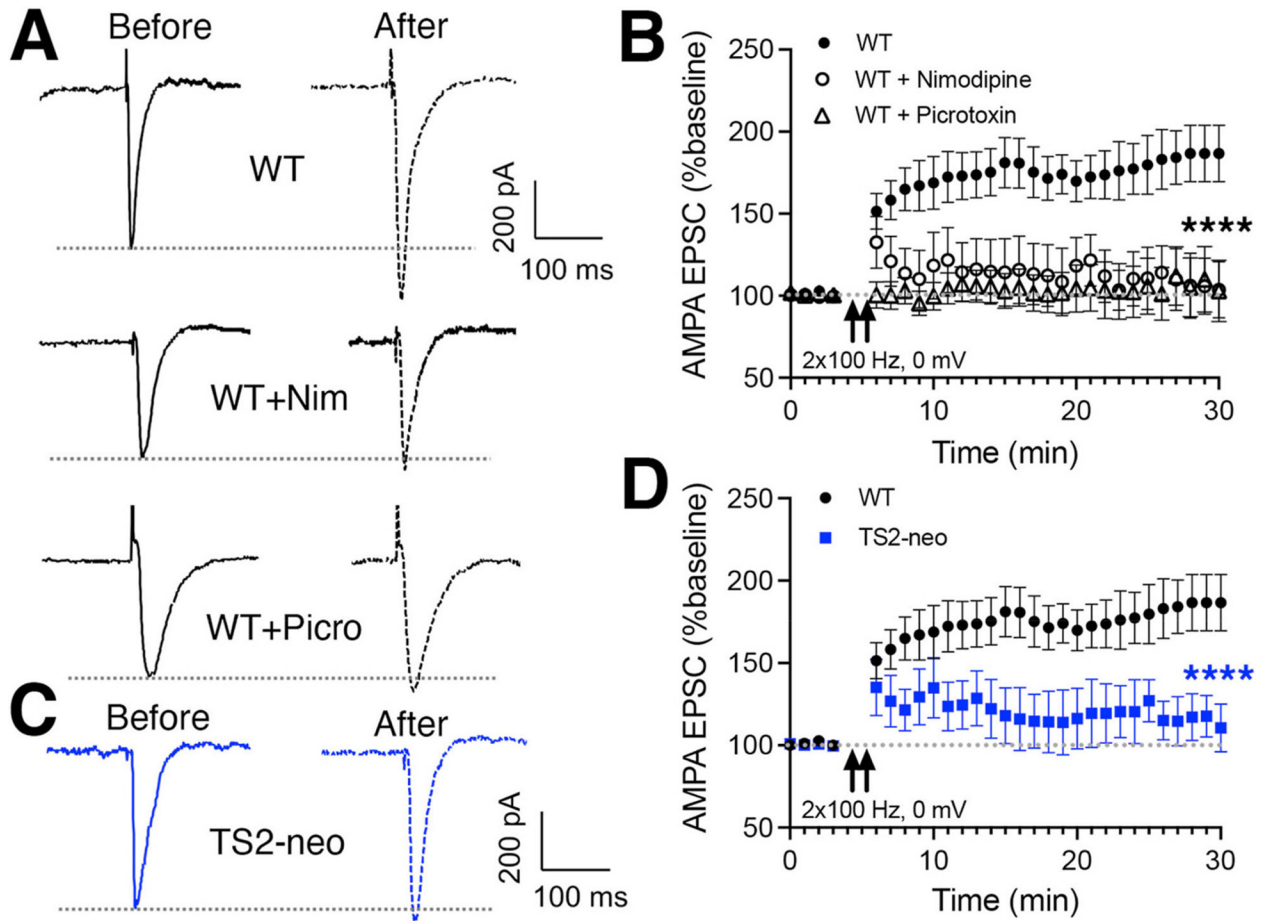 A
Before
After
WT
200 pA
100 ms
WT+Nim
WT+Picro
B
AMPA EPSC (%baseline)
250
200
150
100
50
WT
WT + Nimodipine
WT + Picrotoxin
****
2x100 Hz, 0 mV
0
10
20
30
Time (min)
C
Before
After
TS2-neo
200 pA
100 ms
D
AMPA EPSC (%baseline)
250
200
150
100
50
WT
TS2-neo
****
2x100 Hz, 0 mV
0
10
20
30
Time (min)